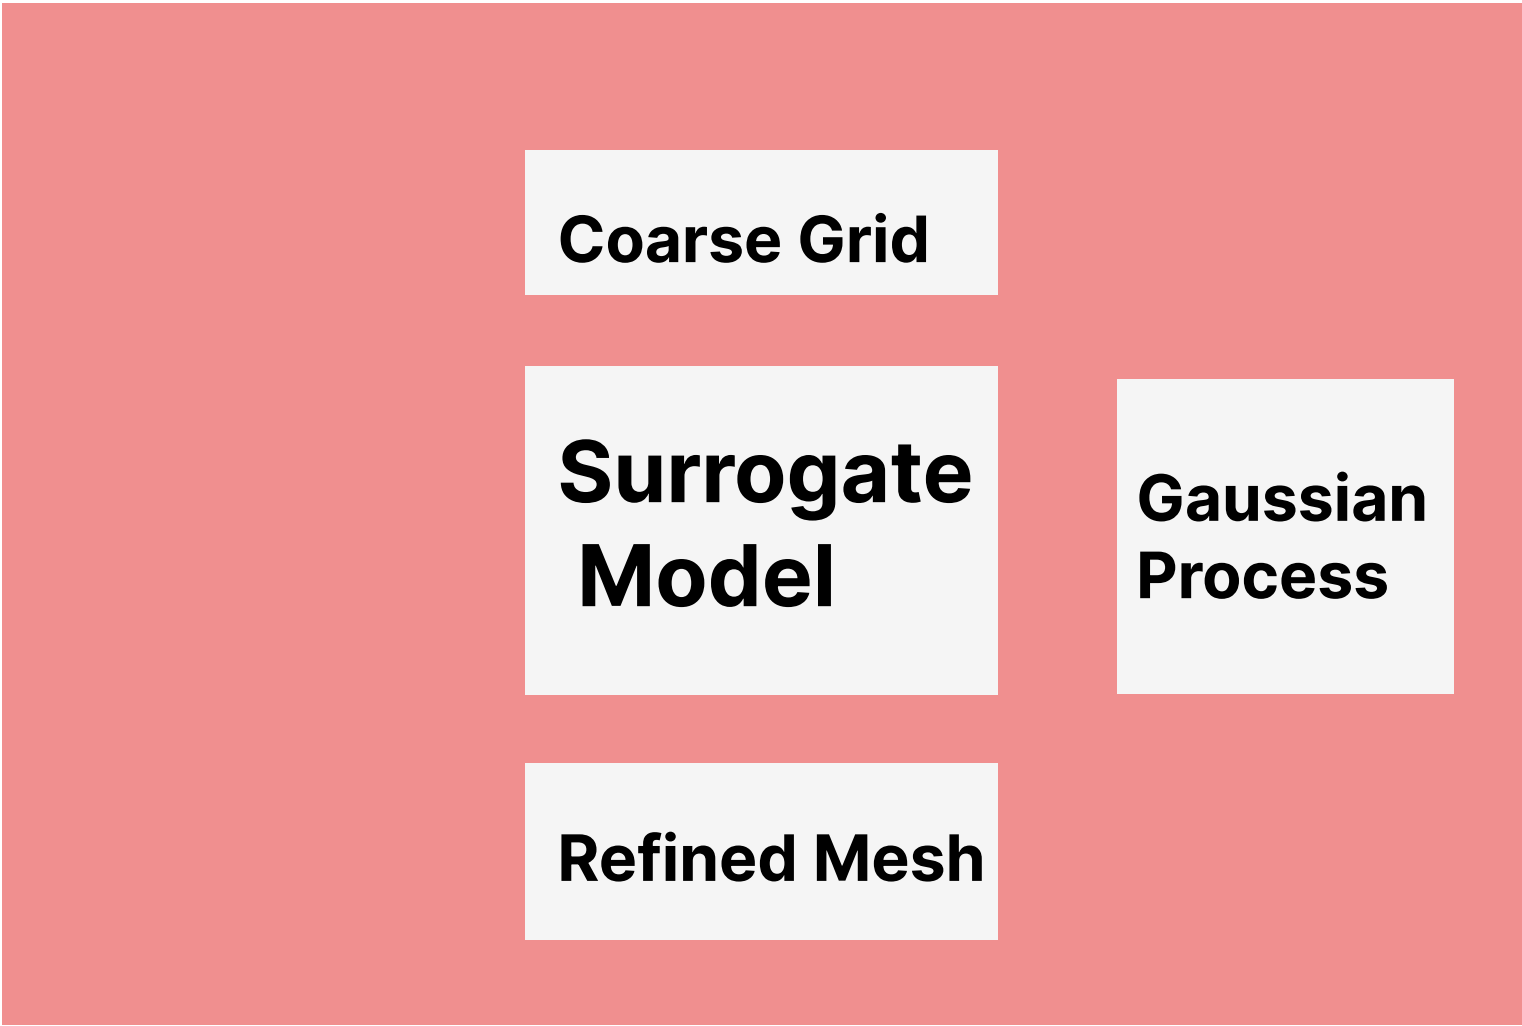 Coarse Grid
Surrogate
Model
Gaussian
Process
Refined Mesh